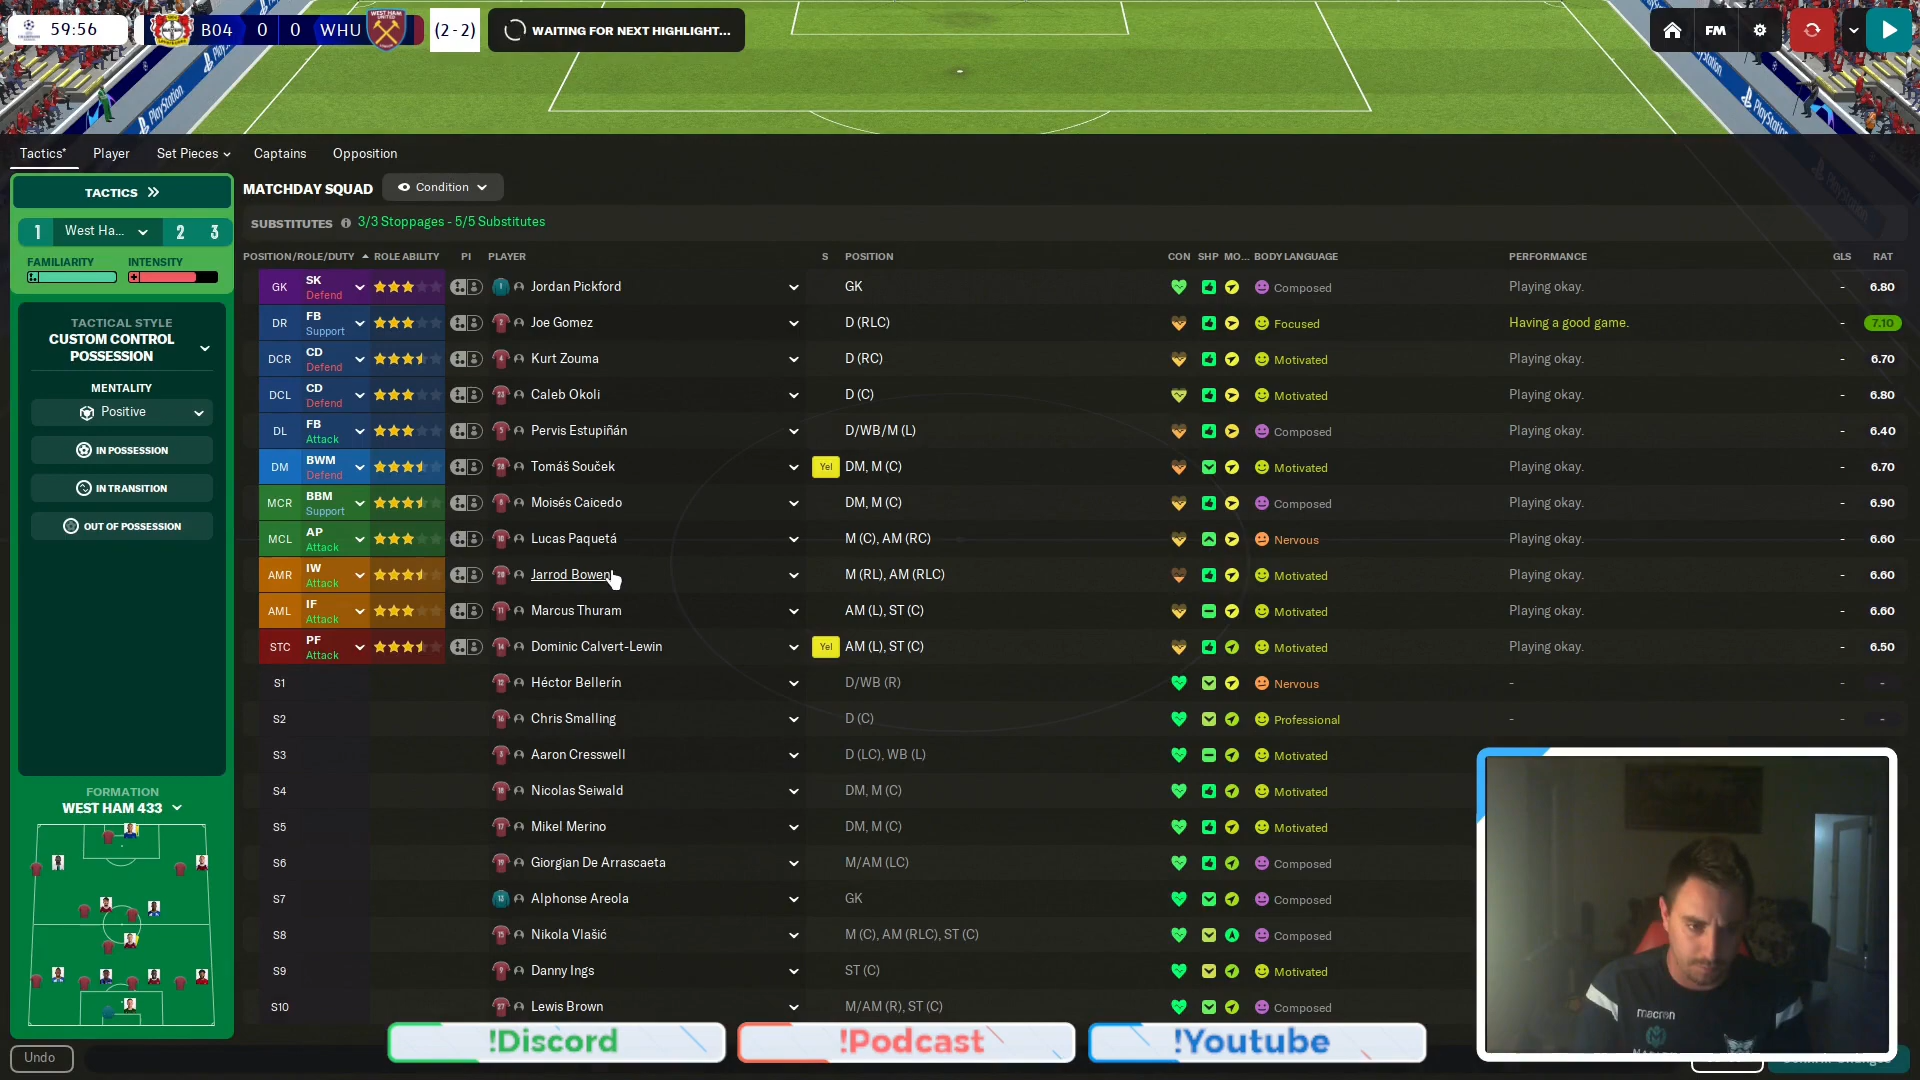 59:56 B04 0 0 WHU (2-2) WAITING FOR NEXT HIGHLIGHT... FM
PlayStation PlayStation PlayStation PlayStation
Tactics* Player Set Pieces Captains Opposition
TACTICS
1 West Ha... 2 3
FAMILIARITY INTENSITY
TACTICAL STYLE
CUSTOM CONTROL
POSSESSION
MENTALITY
Positive
IN POSSESSION
IN TRANSITION
OUT OF POSSESSION
FORMATION
WEST HAM 433
MATCHDAY SQUAD Condition
SUBSTITUTES 3/3 Stoppages - 5/5 Substitutes
POSITION/ROLE/DUTY ROLE ABILITY PI PLAYER S POSITION CON SHP MO... BODY LANGUAGE PERFORMANCE GLS RAT
GK SK Defend Jordan Pickford GK Composed Playing okay. - 6.80
DR FB Support Joe Gomez D (RLC) Focused Having a good game. - 7.10
DCR CD Defend Kurt Zouma D (RC) Motivated Playing okay. - 6.70
DCL CD Defend Caleb Okoli D (C) Motivated Playing okay. - 6.80
DL FB Attack Pervis Estupiñán D/WB/M (L) Composed Playing okay. - 6.40
DM BWM Defend Tomáš Souček Yel DM, M (C) Motivated Playing okay. - 6.70
MCR BBM Support Moisés Caicedo DM, M (C) Composed Playing okay. - 6.90
MCL AP Attack Lucas Paquetá M (C), AM (RC) Nervous Playing okay. - 6.60
AMR IW Attack Jarrod Bowen M (RL), AM (RLC) Motivated Playing okay. - 6.60
AML IF Attack Marcus Thuram AM (L), ST (C) Motivated Playing okay. - 6.60
STC PF Attack Dominic Calvert-Lewin Yel AM (L), ST (C) Motivated Playing okay. - 6.50
S1 Héctor Bellerín D/WB (R) Nervous - - -
S2 Chris Smalling D (C) Professional - - -
S3 Aaron Cresswell D (LC), WB (L) Motivated
S4 Nicolas Seiwald DM, M (C) Motivated
S5 Mikel Merino DM, M (C) Motivated
S6 Giorgian De Arrascaeta M/AM (LC) Composed
S7 Alphonse Areola GK Composed
S8 Nikola Vlašić M (C), AM (RLC), ST (C) Composed
S9 Danny Ings ST (C) Motivated
S10 Lewis Brown M/AM (R), ST (C) Composed
macron
!Discord !Podcast !Youtube
Undo